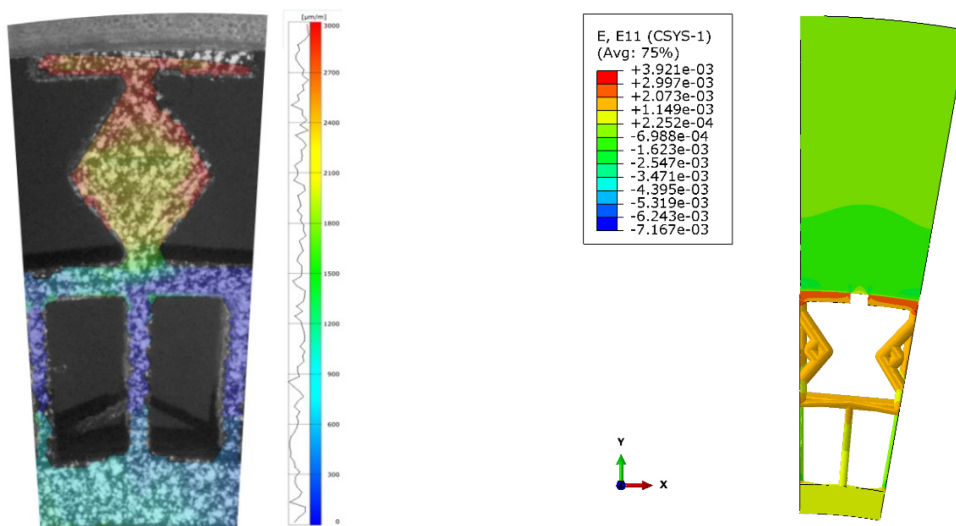 [µm/m]
3000
2700
2400
2100
1800
1500
1200
900
600
300
0
E, E11 (CSYS-1)
(Avg: 75%)
+3.921e-03
+2.997e-03
+2.073e-03
+1.149e-03
+2.252e-04
-6.988e-04
-1.623e-03
-2.547e-03
-3.471e-03
-4.395e-03
-5.319e-03
-6.243e-03
-7.167e-03
Y
X